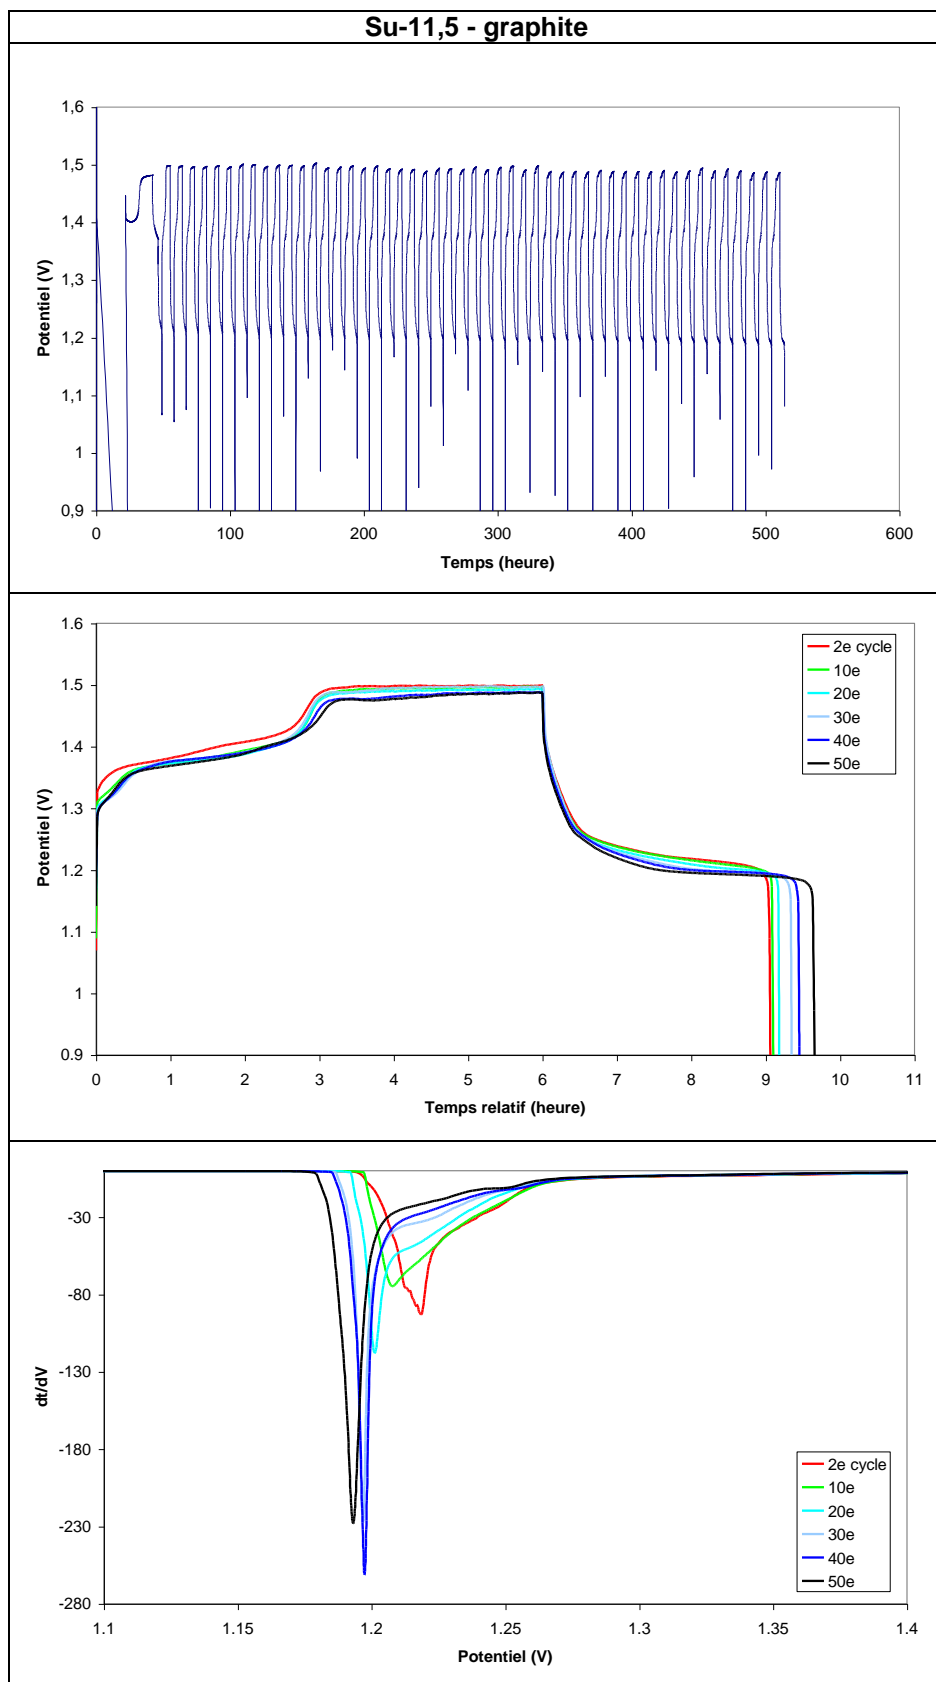 Su-11,5 - graphite
1,6
1,5
1,4
1,3
1,2
1,1
1
0,9
Potentiel (V)
0 100 200 300 400 500 600
Temps (heure)
1.6
1.5
1.4
1.3
1.2
1.1
1
0.9
Potentiel (V)
2e cycle
10e
20e
30e
40e
50e
0 1 2 3 4 5 6 7 8 9 10 11
Temps relatif (heure)
-30
-80
-130
-180
-230
-280
dt/dV
2e cycle
10e
20e
30e
40e
50e
1.1 1.15 1.2 1.25 1.3 1.35 1.4
Potentiel (V)